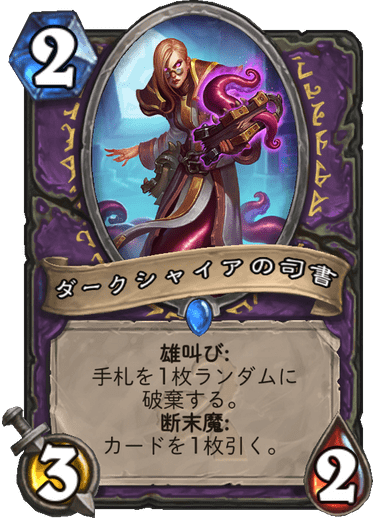 2
ダークシャイアの司書
雄叫び:
手札を1枚ランダムに
破棄する。
断末魔:
カードを1枚引く。
3
2